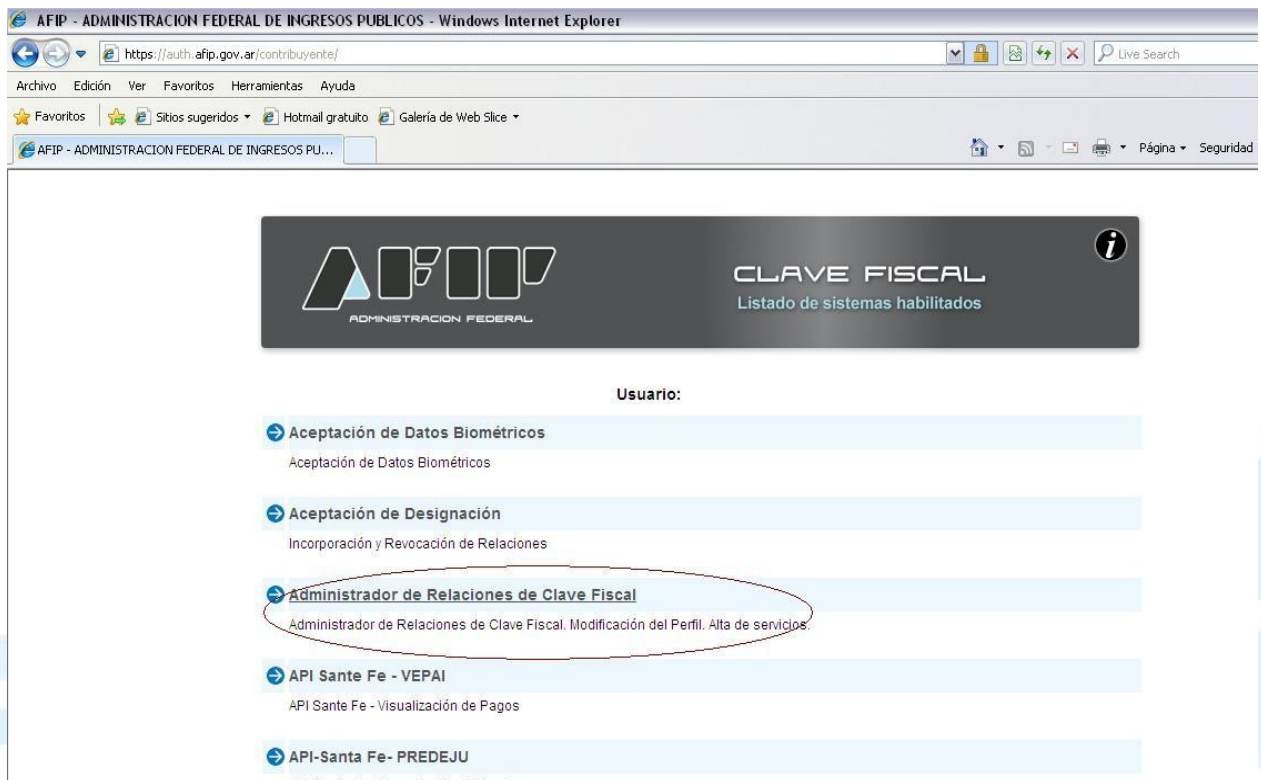 AFIP - ADMINISTRACION FEDERAL DE INGRESOS PUBLICOS - Windows Internet Explorer
https://auth.afip.gov.ar/contribuyente/
Live Search
Archivo Edición Ver Favoritos Herramientas Ayuda
Favoritos Sitios sugeridos Hotmail gratuito Galería de Web Slice
AFIP - ADMINISTRACION FEDERAL DE INGRESOS PU... Página Seguridad
AFIP
ADMINISTRACION FEDERAL
CLAVE FISCAL
Listado de sistemas habilitados
i
Usuario:
Aceptación de Datos Biométricos
Aceptación de Datos Biométricos
Aceptación de Designación
Incorporación y Revocación de Relaciones
Administrador de Relaciones de Clave Fiscal
Administrador de Relaciones de Clave Fiscal. Modificación del Perfil. Alta de servicios.
API Sante Fe - VEPAI
API Sante Fe - Visualización de Pagos
API-Santa Fe- PREDEJU